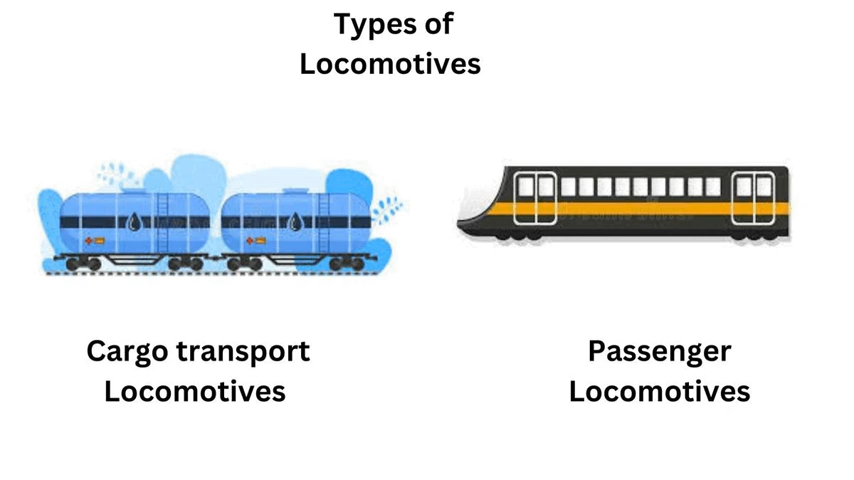 Types of
Locomotives
Cargo transport
Locomotives
Passenger
Locomotives